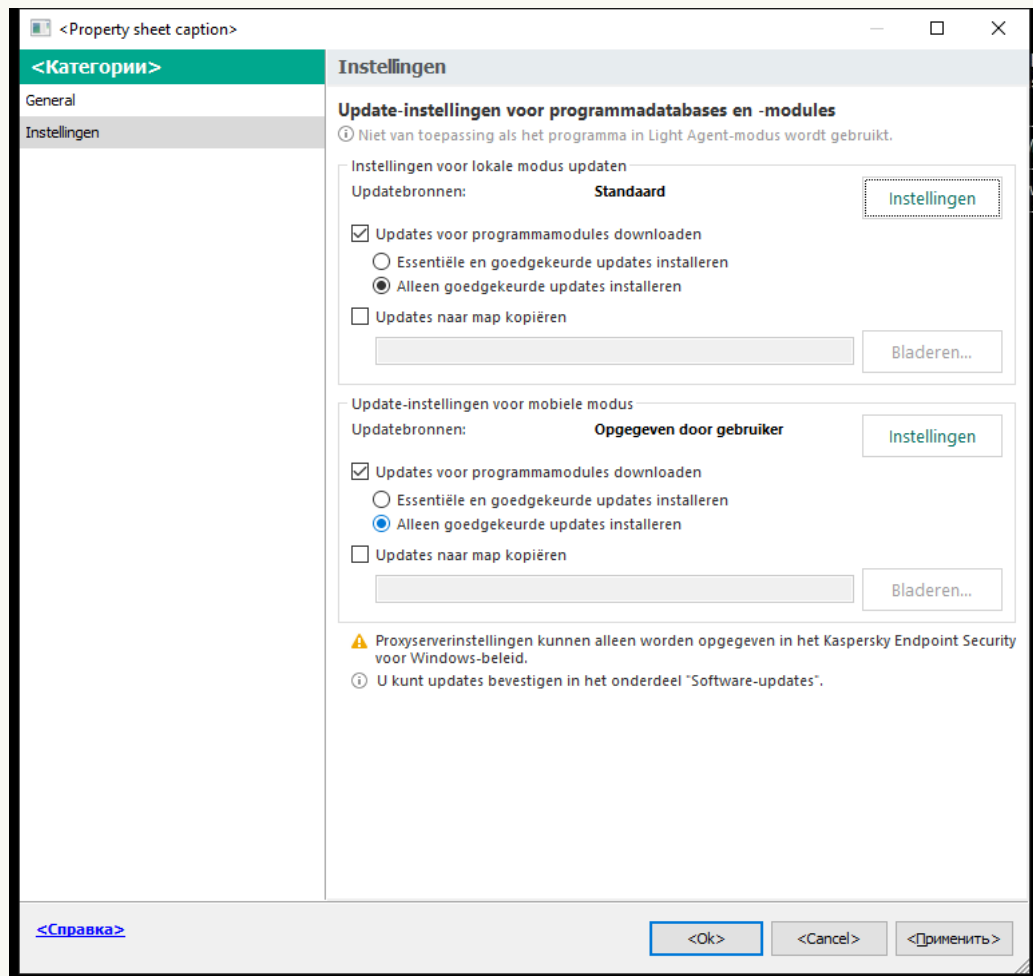 <Property sheet caption>
<Категории>
General
Instellingen
Instellingen
Update-instellingen voor programmadatabases en -modules
Niet van toepassing als het programma in Light Agent-modus wordt gebruikt.
Instellingen voor lokale modus updaten
Updatebronnen: Standaard Instellingen
Updates voor programmamodules downloaden
Essentiële en goedgekeurde updates installeren
Alleen goedgekeurde updates installeren
Updates naar map kopiëren
Bladeren...
Update-instellingen voor mobiele modus
Updatebronnen: Opgegeven door gebruiker Instellingen
Updates voor programmamodules downloaden
Essentiële en goedgekeurde updates installeren
Alleen goedgekeurde updates installeren
Updates naar map kopiëren
Bladeren...
Proxyserverinstellingen kunnen alleen worden opgegeven in het Kaspersky Endpoint Security
voor Windows-beleid.
U kunt updates bevestigen in het onderdeel "Software-updates".
<Справка>
<Ok> <Cancel> <Применить>